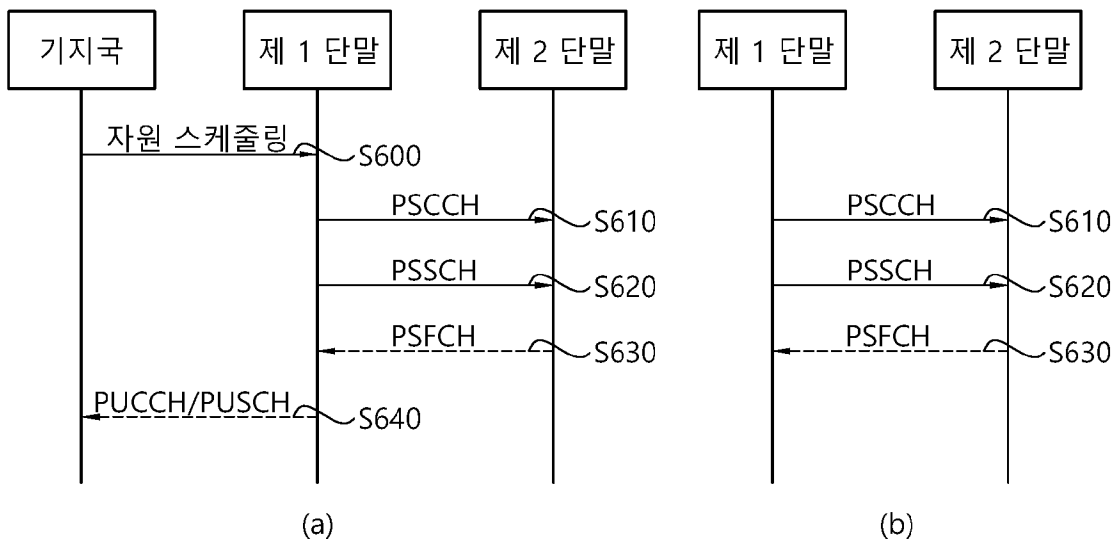 기지국 제 1 단말 제 2 단말 제 1 단말 제 2 단말
자원 스케줄링
S600
PSCCH S610 PSCCH S610
PSSCH S620 PSSCH S620
PSFCH S630 PSFCH S630
PUCCH/PUSCH S640
(a) (b)